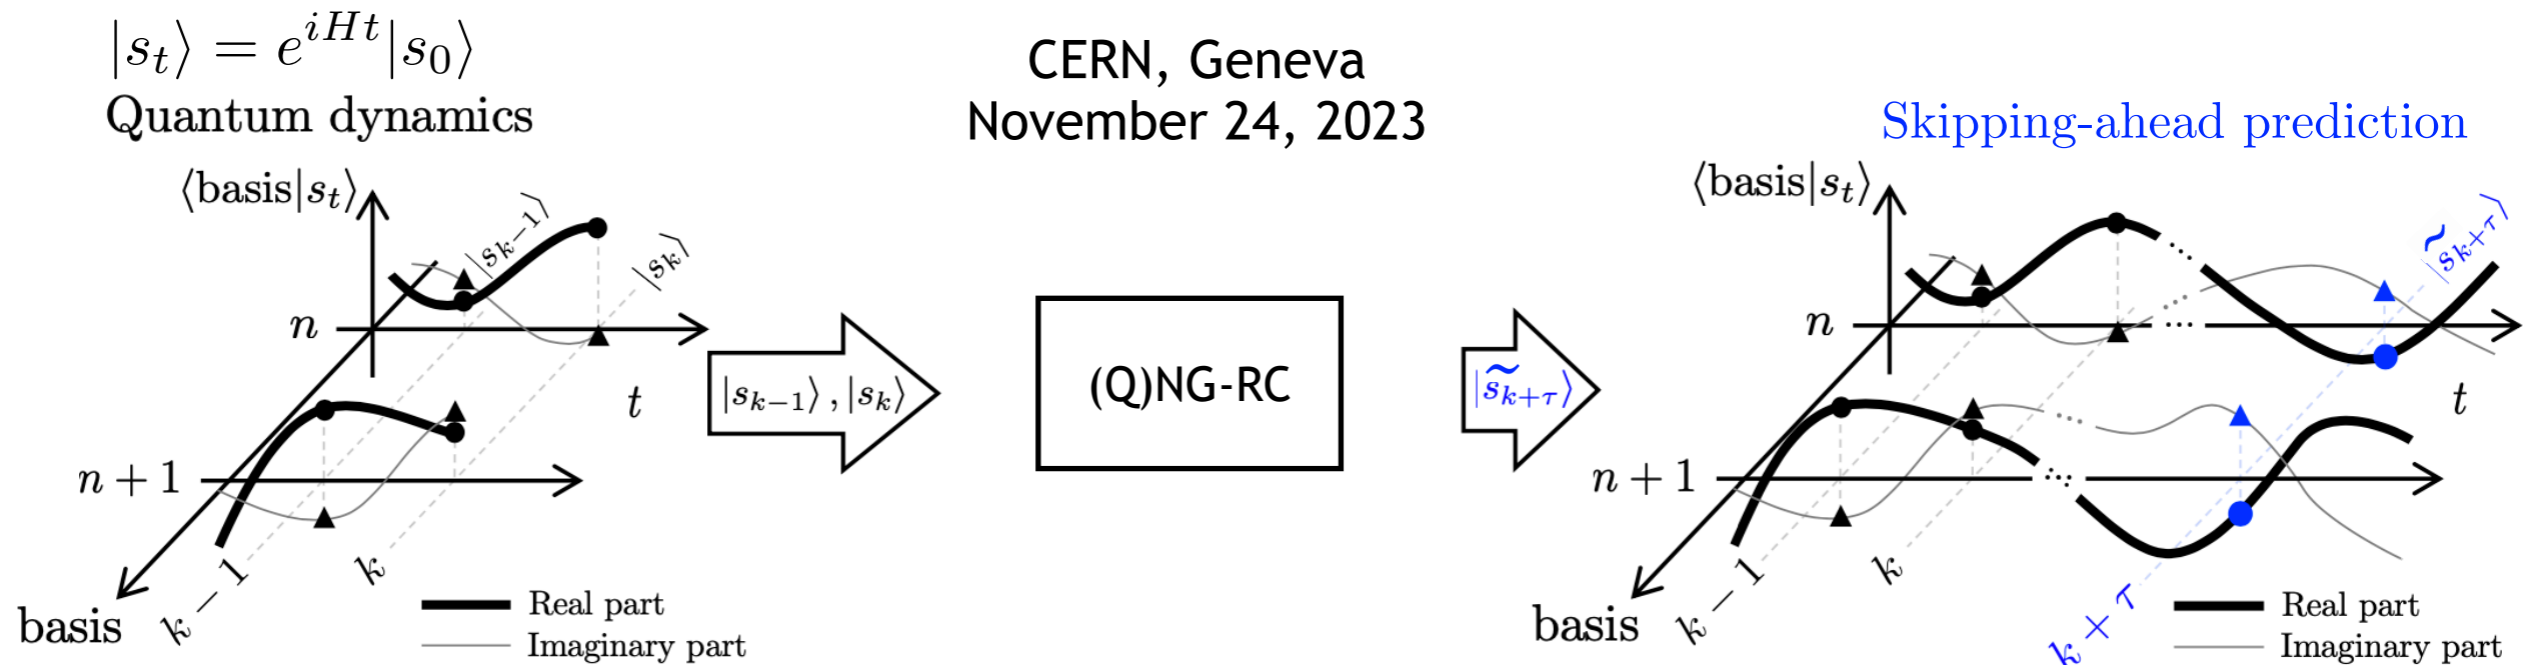 |s_t⟩ = e^{iHt}|s_0⟩
Quantum dynamics
⟨basis|s_t⟩
|s_{k−1}⟩
|s_k⟩
n
t
n + 1
k − 1
k
basis
Real part
Imaginary part
|s_{k−1}⟩ , |s_k⟩
CERN, Geneva
November 24, 2023
(Q)NG-RC
|\widetilde{s}_{k+τ}⟩
Skipping-ahead prediction
⟨basis|s_t⟩
|\widetilde{s}_{k+τ}⟩
n
...
t
n + 1
k − 1
k
k + τ
basis
Real part
Imaginary part